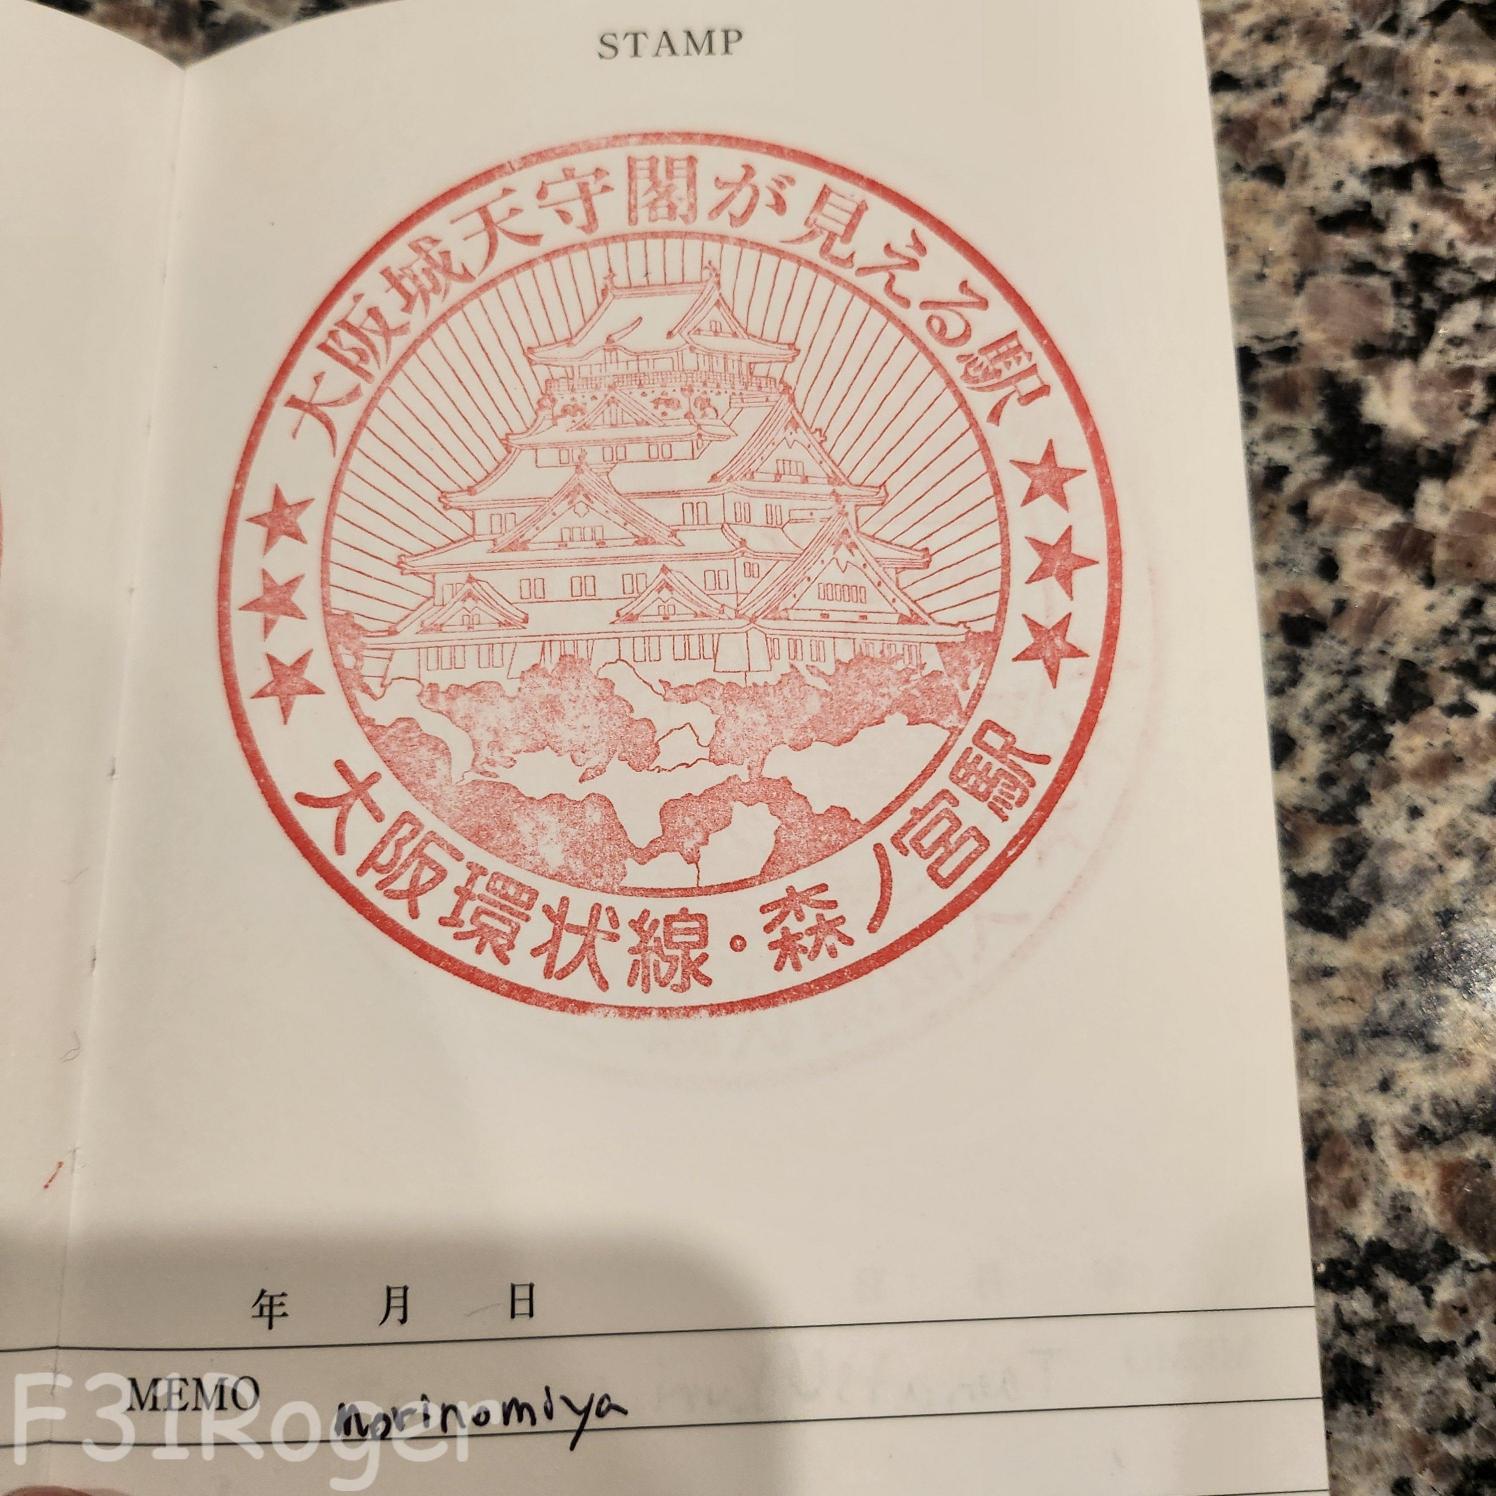 STAMP
大阪城天守閣が見える駅
大阪環状線・森ノ宮駅
年 月 日
MEMO morinomiya
F31Roger